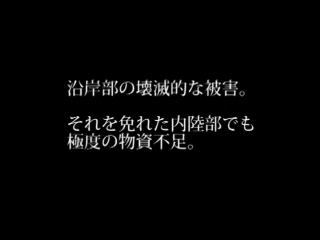 沿岸部の壊滅的な被害。
それを免れた内陸部でも
極度の物資不足。